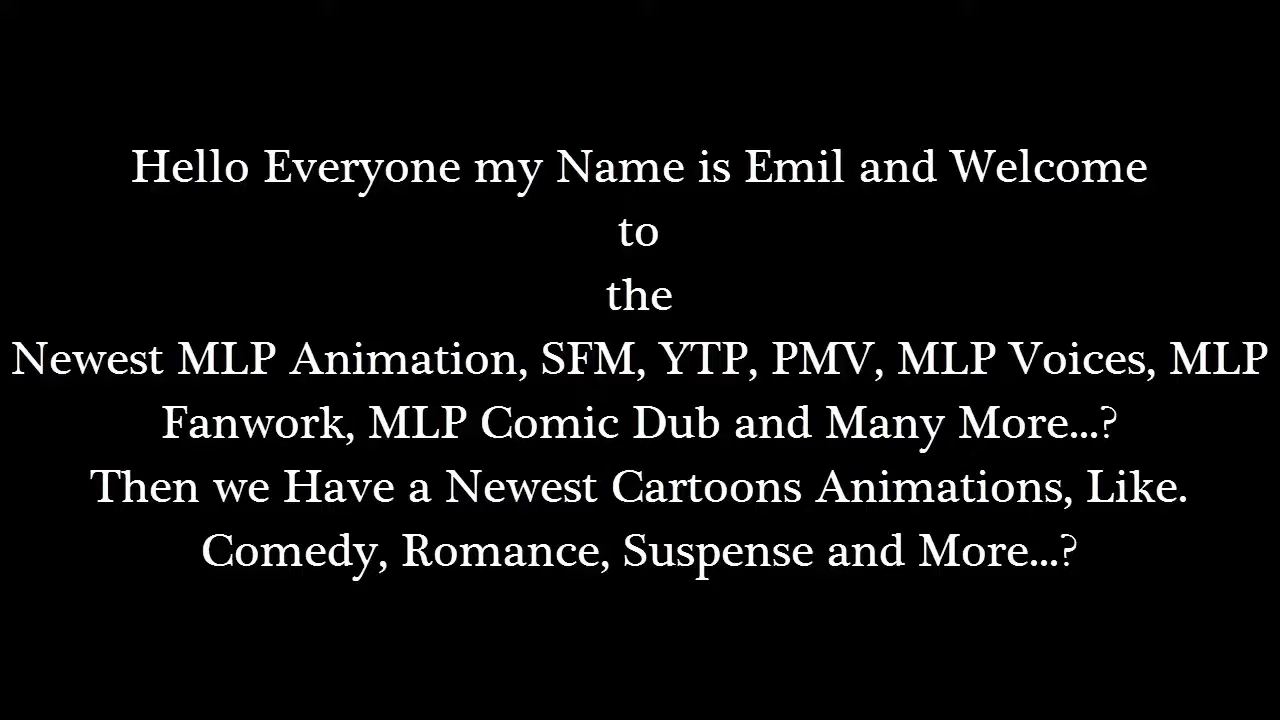 Hello Everyone my Name is Emil and Welcome
to
the
Newest MLP Animation, SFM, YTP, PMV, MLP Voices, MLP
Fanwork, MLP Comic Dub and Many More...?
Then we Have a Newest Cartoons Animations, Like.
Comedy, Romance, Suspense and More...?